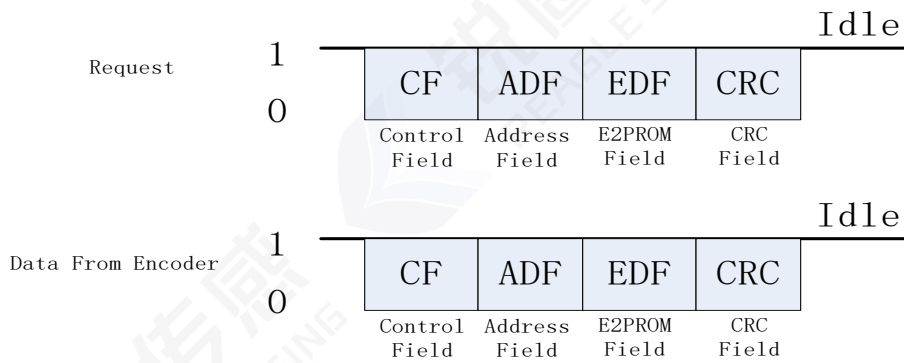 Idle
Request
1
0
CF ADF EDF CRC
Control Address E2PROM CRC
Field Field Field Field
Idle
Data From Encoder
1
0
CF ADF EDF CRC
Control Address E2PROM CRC
Field Field Field Field